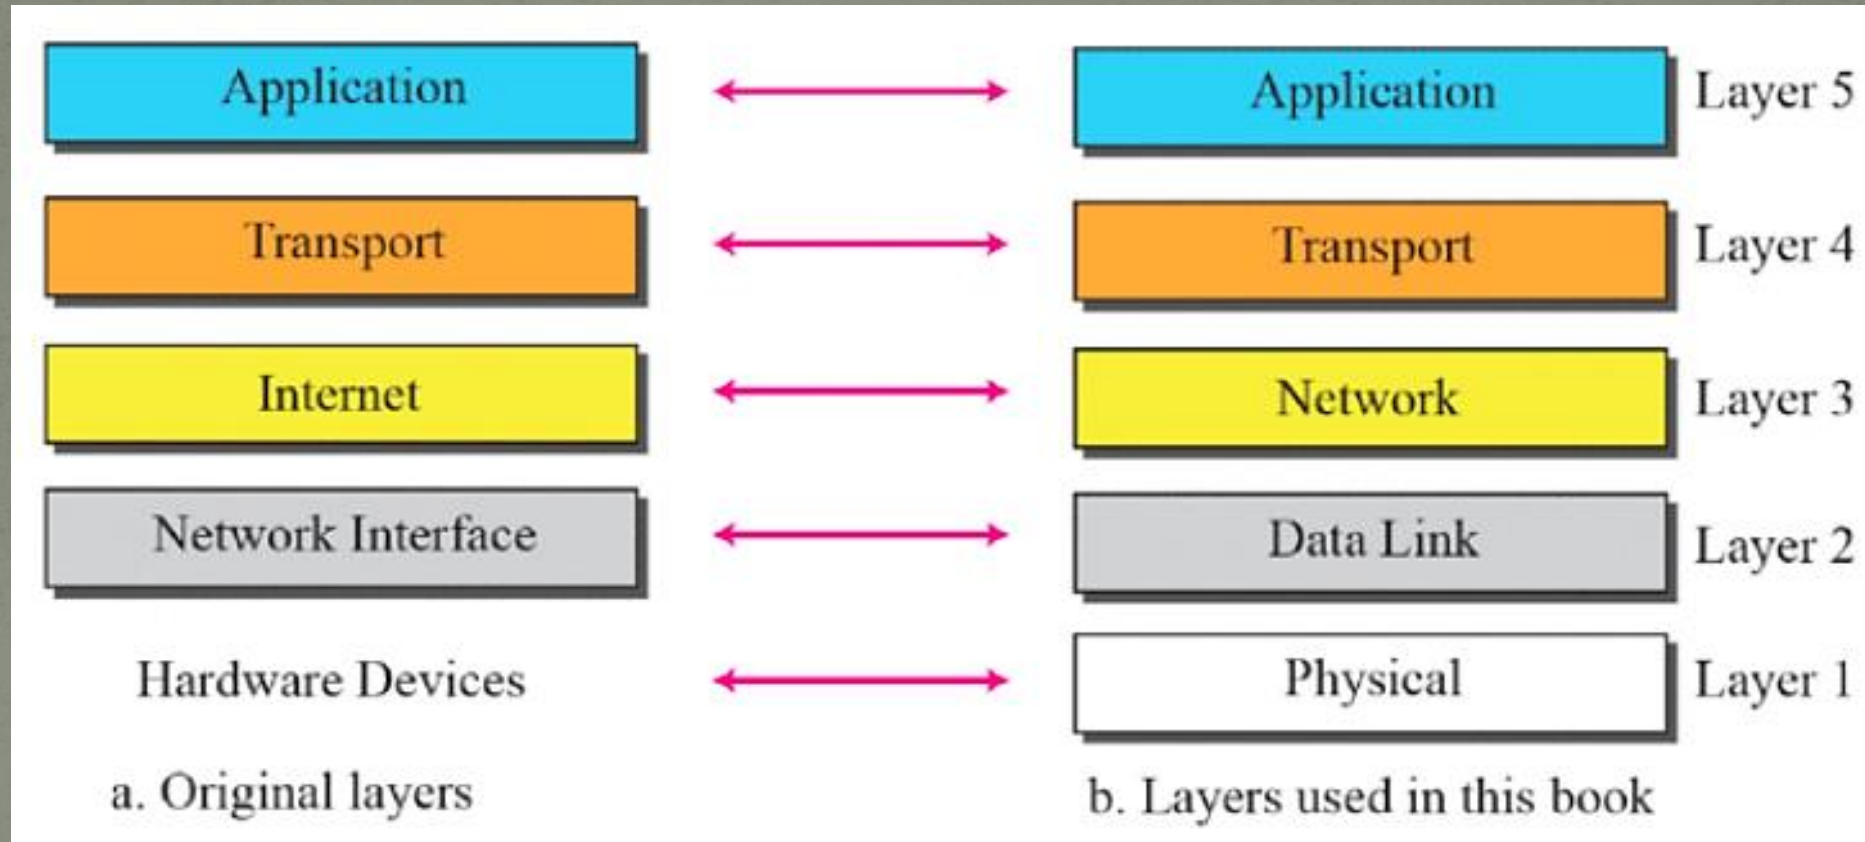 Application
Application
Layer 5
Transport
Transport
Layer 4
Internet
Network
Layer 3
Network Interface
Data Link
Layer 2
Hardware Devices
Physical
Layer 1
a. Original layers
b. Layers used in this book